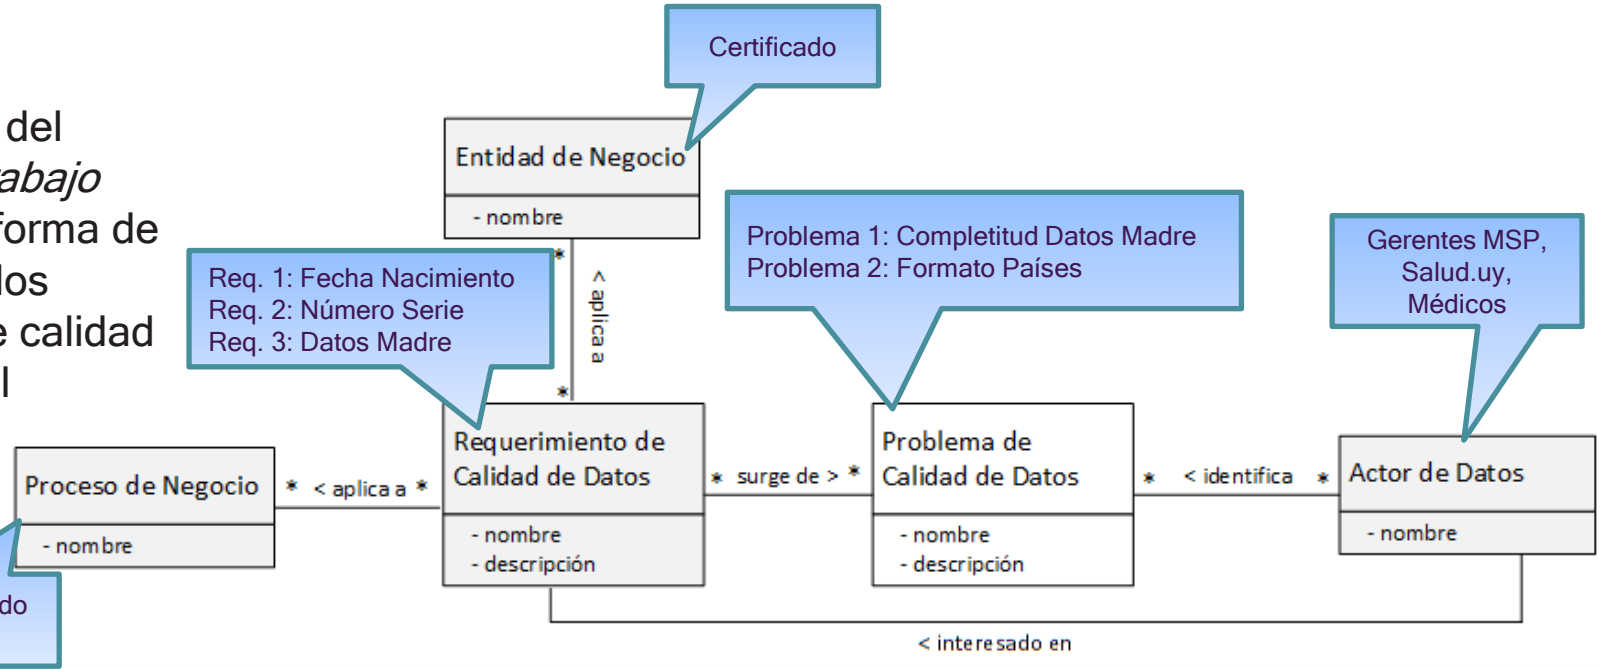 Certificado
del
forma de
calidad
Entidad de Negocio
- nombre
*
< aplica a
*
Req. 1: Fecha Nacimiento
Req. 2: Número Serie
Req. 3: Datos Madre
Problema 1: Completitud Datos Madre
Problema 2: Formato Países
Gerentes MSP,
Salud.uy,
Médicos
Proceso de Negocio
- nombre
* < aplica a *
Requerimiento de
Calidad de Datos
- nombre
- descripción
* surge de > *
Problema de
Calidad de Datos
- nombre
- descripción
* < identifica *
Actor de Datos
- nombre
< interesado en